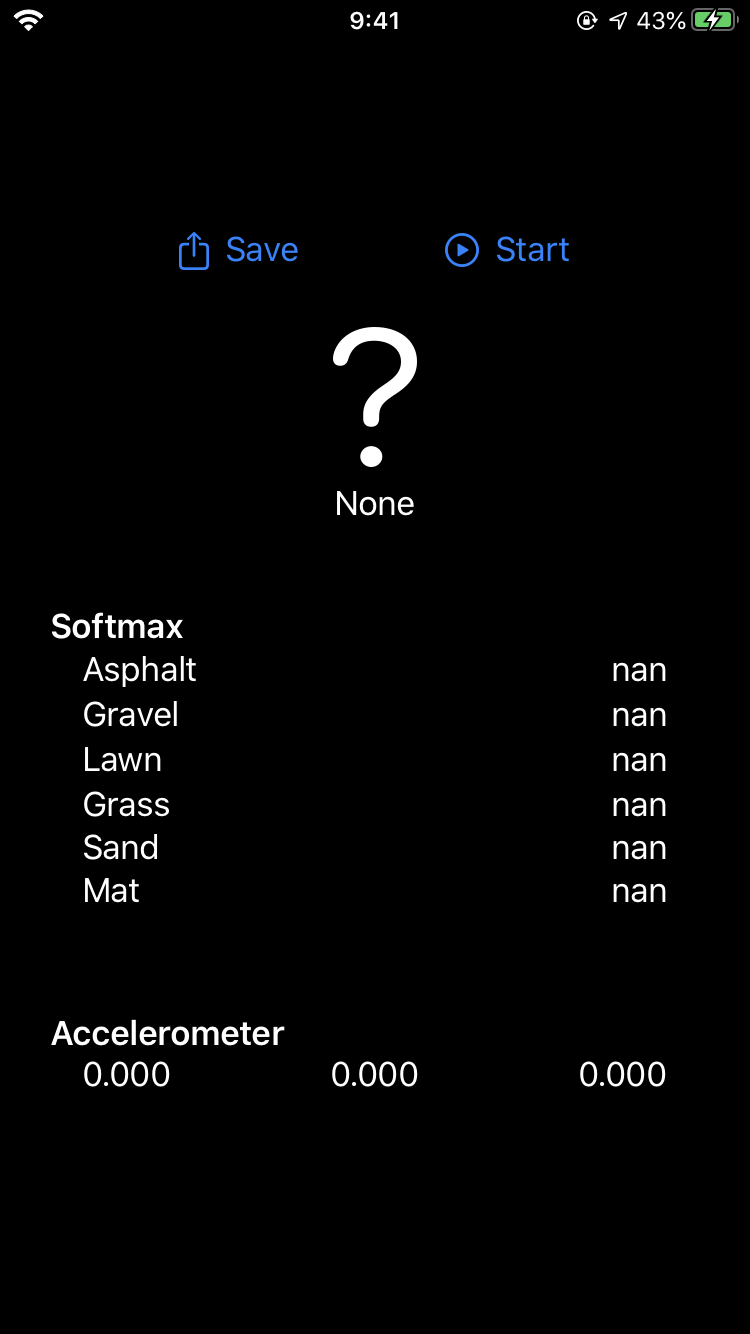 9:41 43%
Save Start
?
None
Softmax
Asphalt nan
Gravel nan
Lawn nan
Grass nan
Sand nan
Mat nan
Accelerometer
0.000 0.000 0.000